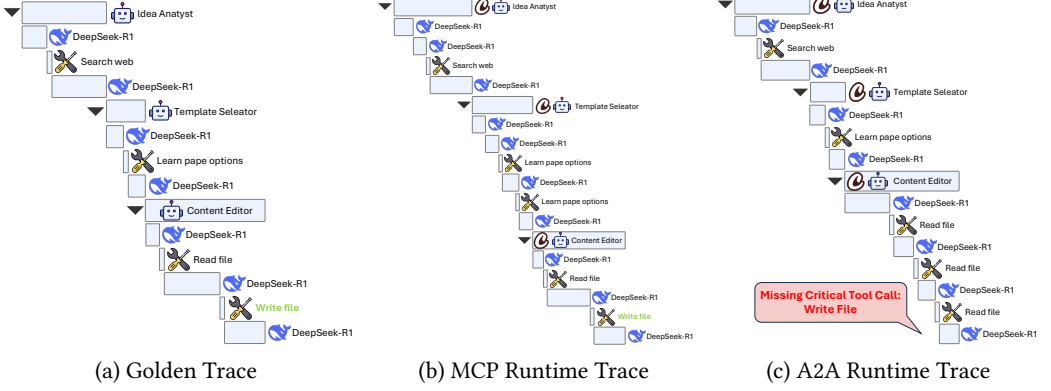 Idea Anatyst
DeepSeek-R1
Search web
DeepSeek-R1
Template Seleator
DeepSeek-R1
Learn pape options
DeepSeek-R1
Content Editor
DeepSeek-R1
Read file
DeepSeek-R1
Write file
DeepSeek-R1
(a) Golden Trace
Idea Anatyst
DeepSeek-R1
DeepSeek-R1
Search web
DeepSeek-R1
Template Seleator
DeepSeek-R1
DeepSeek-R1
Learn pape options
DeepSeek-R1
Learn pape options
DeepSeek-R1
Content Editor
DeepSeek-R1
Read file
DeepSeek-R1
Write file
DeepSeek-R1
(b) MCP Runtime Trace
Idea Anatyst
DeepSeek-R1
Search web
DeepSeek-R1
Template Seleator
DeepSeek-R1
Learn pape options
DeepSeek-R1
Content Editor
DeepSeek-R1
Read file
DeepSeek-R1
Read file
DeepSeek-R1
Read file
DeepSeek-R1
Missing Critical Tool Call:
Write File
(c) A2A Runtime Trace